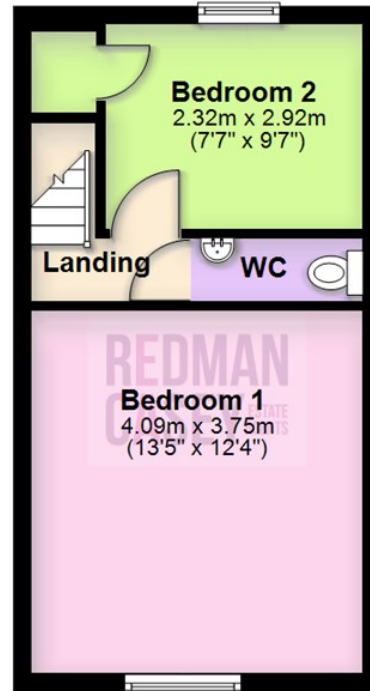 Bedroom 2
2.32m x 2.92m
(7'7" x 9'7")
Landing
WC
REDMAN
Bedroom 1
ESTATE
4.09m x 3.75m
(13'5" x 12'4")